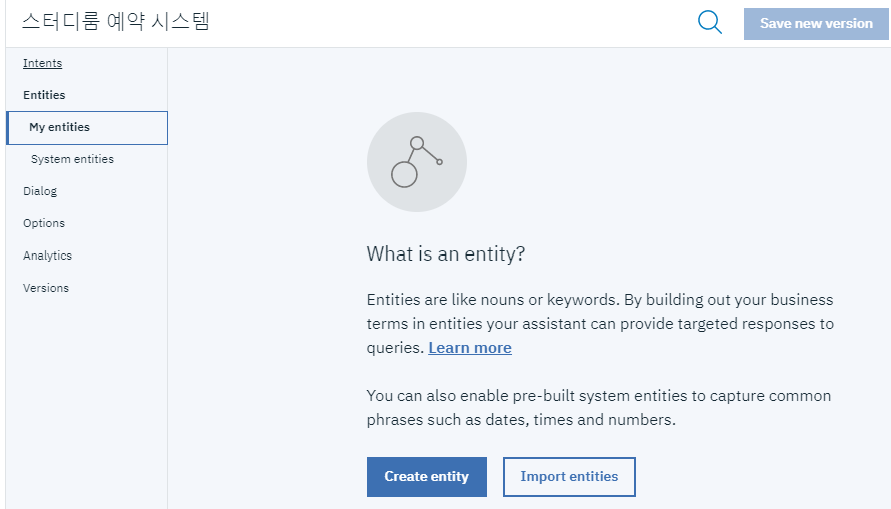 스터디룸 예약 시스템
Save new version
Intents
Entities
My entities
System entities
Dialog
Options
Analytics
Versions
What is an entity?
Entities are like nouns or keywords. By building out your business
terms in entities your assistant can provide targeted responses to
queries. Learn more
You can also enable pre-built system entities to capture common
phrases such as dates, times and numbers.
Create entity
Import entities